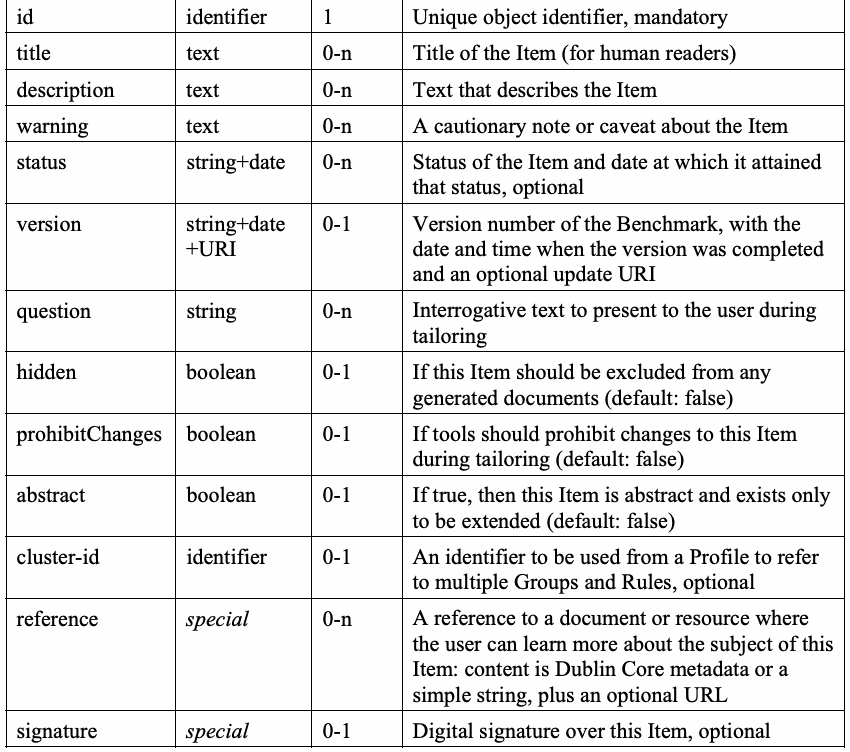 id identifier 1 Unique object identifier, mandatory
title text 0-n Title of the Item (for human readers)
description text 0-n Text that describes the Item
warning text 0-n A cautionary note or caveat about the Item
status string+date 0-n Status of the Item and date at which it attained
that status, optional
version string+date 0-1 Version number of the Benchmark, with the
+URI date and time when the version was completed
and an optional update URI
question string 0-n Interrogative text to present to the user during
tailoring
hidden boolean 0-1 If this Item should be excluded from any
generated documents (default: false)
prohibitChanges boolean 0-1 If tools should prohibit changes to this Item
during tailoring (default: false)
abstract boolean 0-1 If true, then this Item is abstract and exists only
to be extended (default: false)
cluster-id identifier 0-1 An identifier to be used from a Profile to refer
to multiple Groups and Rules, optional
reference special 0-n A reference to a document or resource where
the user can learn more about the subject of this
Item: content is Dublin Core metadata or a
simple string, plus an optional URL
signature special 0-1 Digital signature over this Item, optional